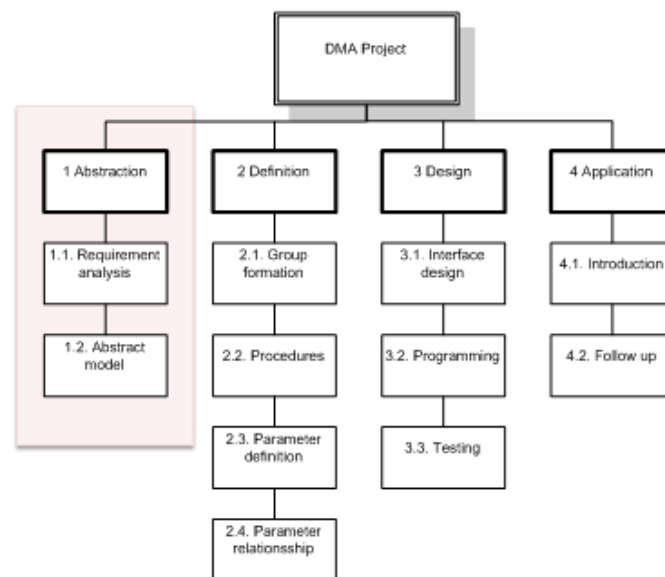 DMA Project
1 Abstraction
2 Definition
3 Design
4 Application
1.1. Requirement
analysis
2.1. Group
formation
3.1. Interface
design
4.1. Introduction
1.2. Abstract
model
2.2. Procedures
3.2. Programming
4.2. Follow up
2.3. Parameter
definition
3.3. Testing
2.4. Parameter
relationsship